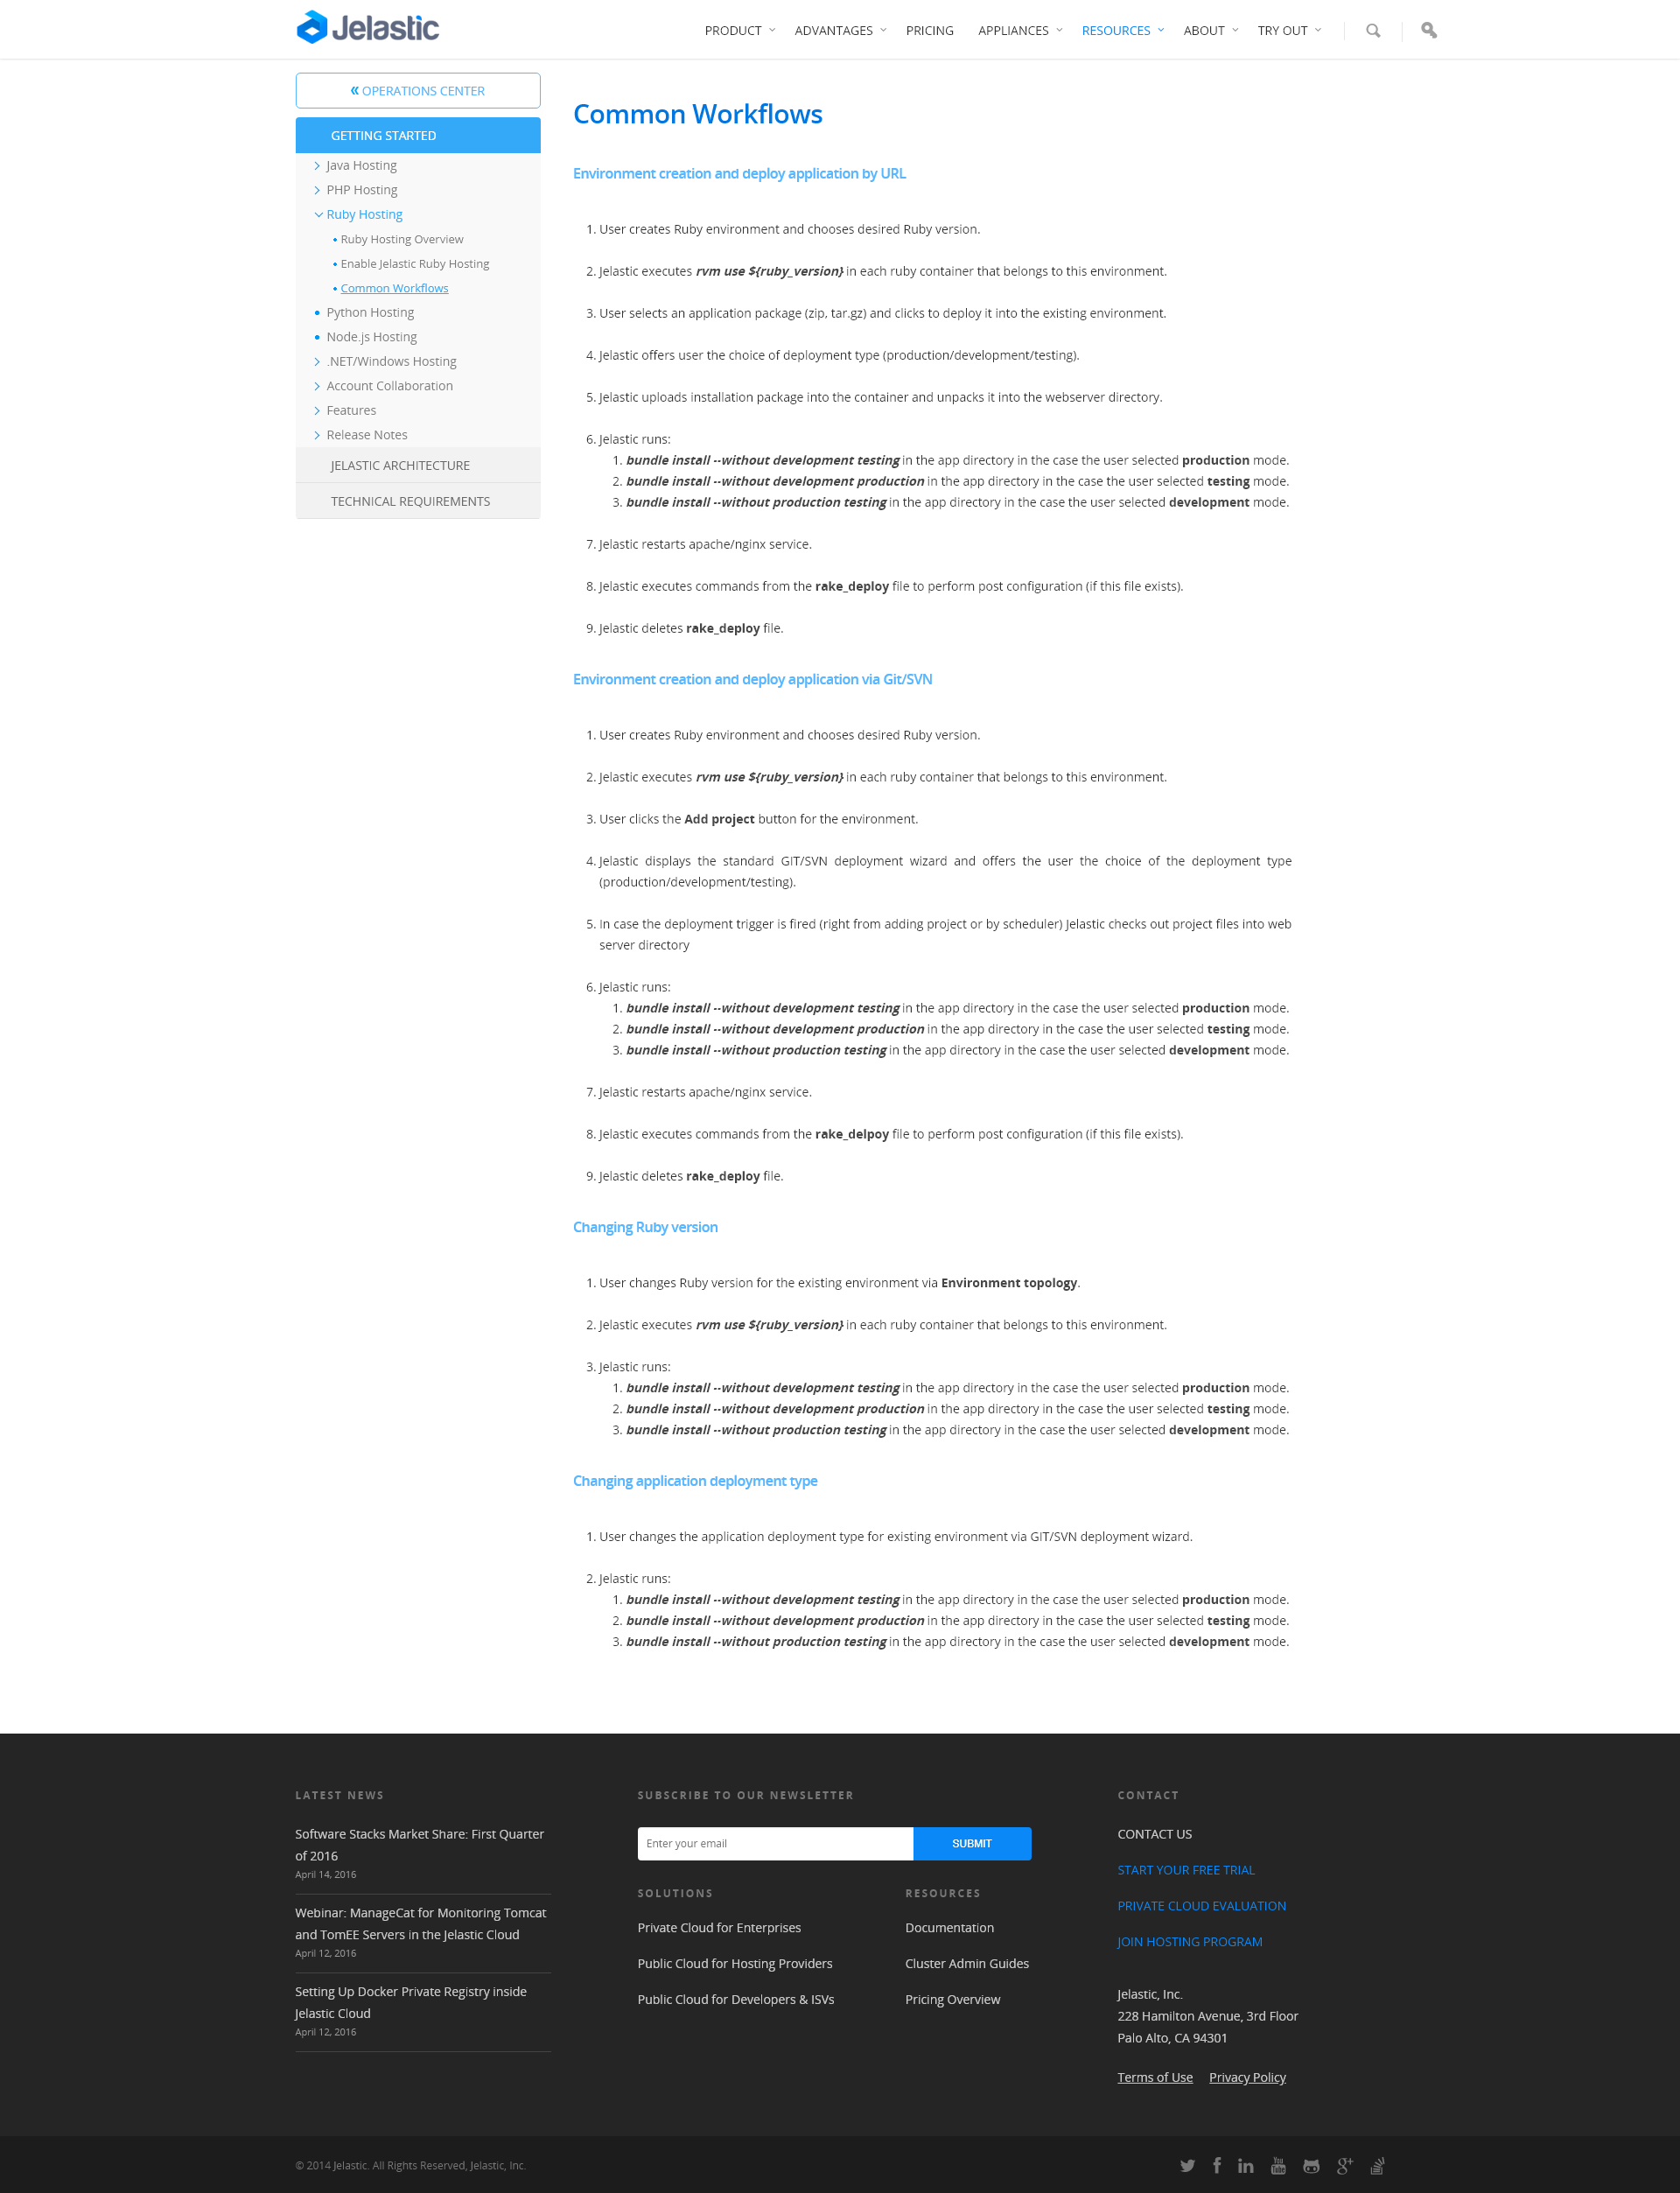 Jelastic
PRODUCT
ADVANTAGES
PRICING
APPLIANCES
RESOURCES
ABOUT
TRY OUT
« OPERATIONS CENTER
GETTING STARTED
Java Hosting
PHP Hosting
Ruby Hosting
Ruby Hosting Overview
Enable Jelastic Ruby Hosting
Common Workflows
Python Hosting
Node.js Hosting
.NET/Windows Hosting
Account Collaboration
Features
Release Notes
JELASTIC ARCHITECTURE
TECHNICAL REQUIREMENTS
Common Workflows
Environment creation and deploy application by URL
1. User creates Ruby environment and chooses desired Ruby version.
2. Jelastic executes rvm use ${ruby_version} in each ruby container that belongs to this environment.
3. User selects an application package (zip, tar.gz) and clicks to deploy it into the existing environment.
4. Jelastic offers user the choice of deployment type (production/development/testing).
5. Jelastic uploads installation package into the container and unpacks it into the webserver directory.
6. Jelastic runs:
1. bundle install --without development testing in the app directory in the case the user selected production mode.
2. bundle install --without development production in the app directory in the case the user selected testing mode.
3. bundle install --without production testing in the app directory in the case the user selected development mode.
7. Jelastic restarts apache/nginx service.
8. Jelastic executes commands from the rake_deploy file to perform post configuration (if this file exists).
9. Jelastic deletes rake_deploy file.
Environment creation and deploy application via Git/SVN
1. User creates Ruby environment and chooses desired Ruby version.
2. Jelastic executes rvm use ${ruby_version} in each ruby container that belongs to this environment.
3. User clicks the Add project button for the environment.
4. Jelastic displays the standard GIT/SVN deployment wizard and offers the user the choice of the deployment type
(production/development/testing).
5. In case the deployment trigger is fired (right from adding project or by scheduler) Jelastic checks out project files into web
server directory
6. Jelastic runs:
1. bundle install --without development testing in the app directory in the case the user selected production mode.
2. bundle install --without development production in the app directory in the case the user selected testing mode.
3. bundle install --without production testing in the app directory in the case the user selected development mode.
7. Jelastic restarts apache/nginx service.
8. Jelastic executes commands from the rake_delpoy file to perform post configuration (if this file exists).
9. Jelastic deletes rake_deploy file.
Changing Ruby version
1. User changes Ruby version for the existing environment via Environment topology.
2. Jelastic executes rvm use ${ruby_version} in each ruby container that belongs to this environment.
3. Jelastic runs:
1. bundle install --without development testing in the app directory in the case the user selected production mode.
2. bundle install --without development production in the app directory in the case the user selected testing mode.
3. bundle install --without production testing in the app directory in the case the user selected development mode.
Changing application deployment type
1. User changes the application deployment type for existing environment via GIT/SVN deployment wizard.
2. Jelastic runs:
1. bundle install --without development testing in the app directory in the case the user selected production mode.
2. bundle install --without development production in the app directory in the case the user selected testing mode.
3. bundle install --without production testing in the app directory in the case the user selected development mode.
LATEST NEWS
Software Stacks Market Share: First Quarter
of 2016
April 14, 2016
Webinar: ManageCat for Monitoring Tomcat
and TomEE Servers in the Jelastic Cloud
April 12, 2016
Setting Up Docker Private Registry inside
Jelastic Cloud
April 12, 2016
SUBSCRIBE TO OUR NEWSLETTER
Enter your email
SUBMIT
SOLUTIONS
Private Cloud for Enterprises
Public Cloud for Hosting Providers
Public Cloud for Developers & ISVs
RESOURCES
Documentation
Cluster Admin Guides
Pricing Overview
CONTACT
CONTACT US
START YOUR FREE TRIAL
PRIVATE CLOUD EVALUATION
JOIN HOSTING PROGRAM
Jelastic, Inc.
228 Hamilton Avenue, 3rd Floor
Palo Alto, CA 94301
Terms of Use Privacy Policy
© 2014 Jelastic. All Rights Reserved, Jelastic, Inc.